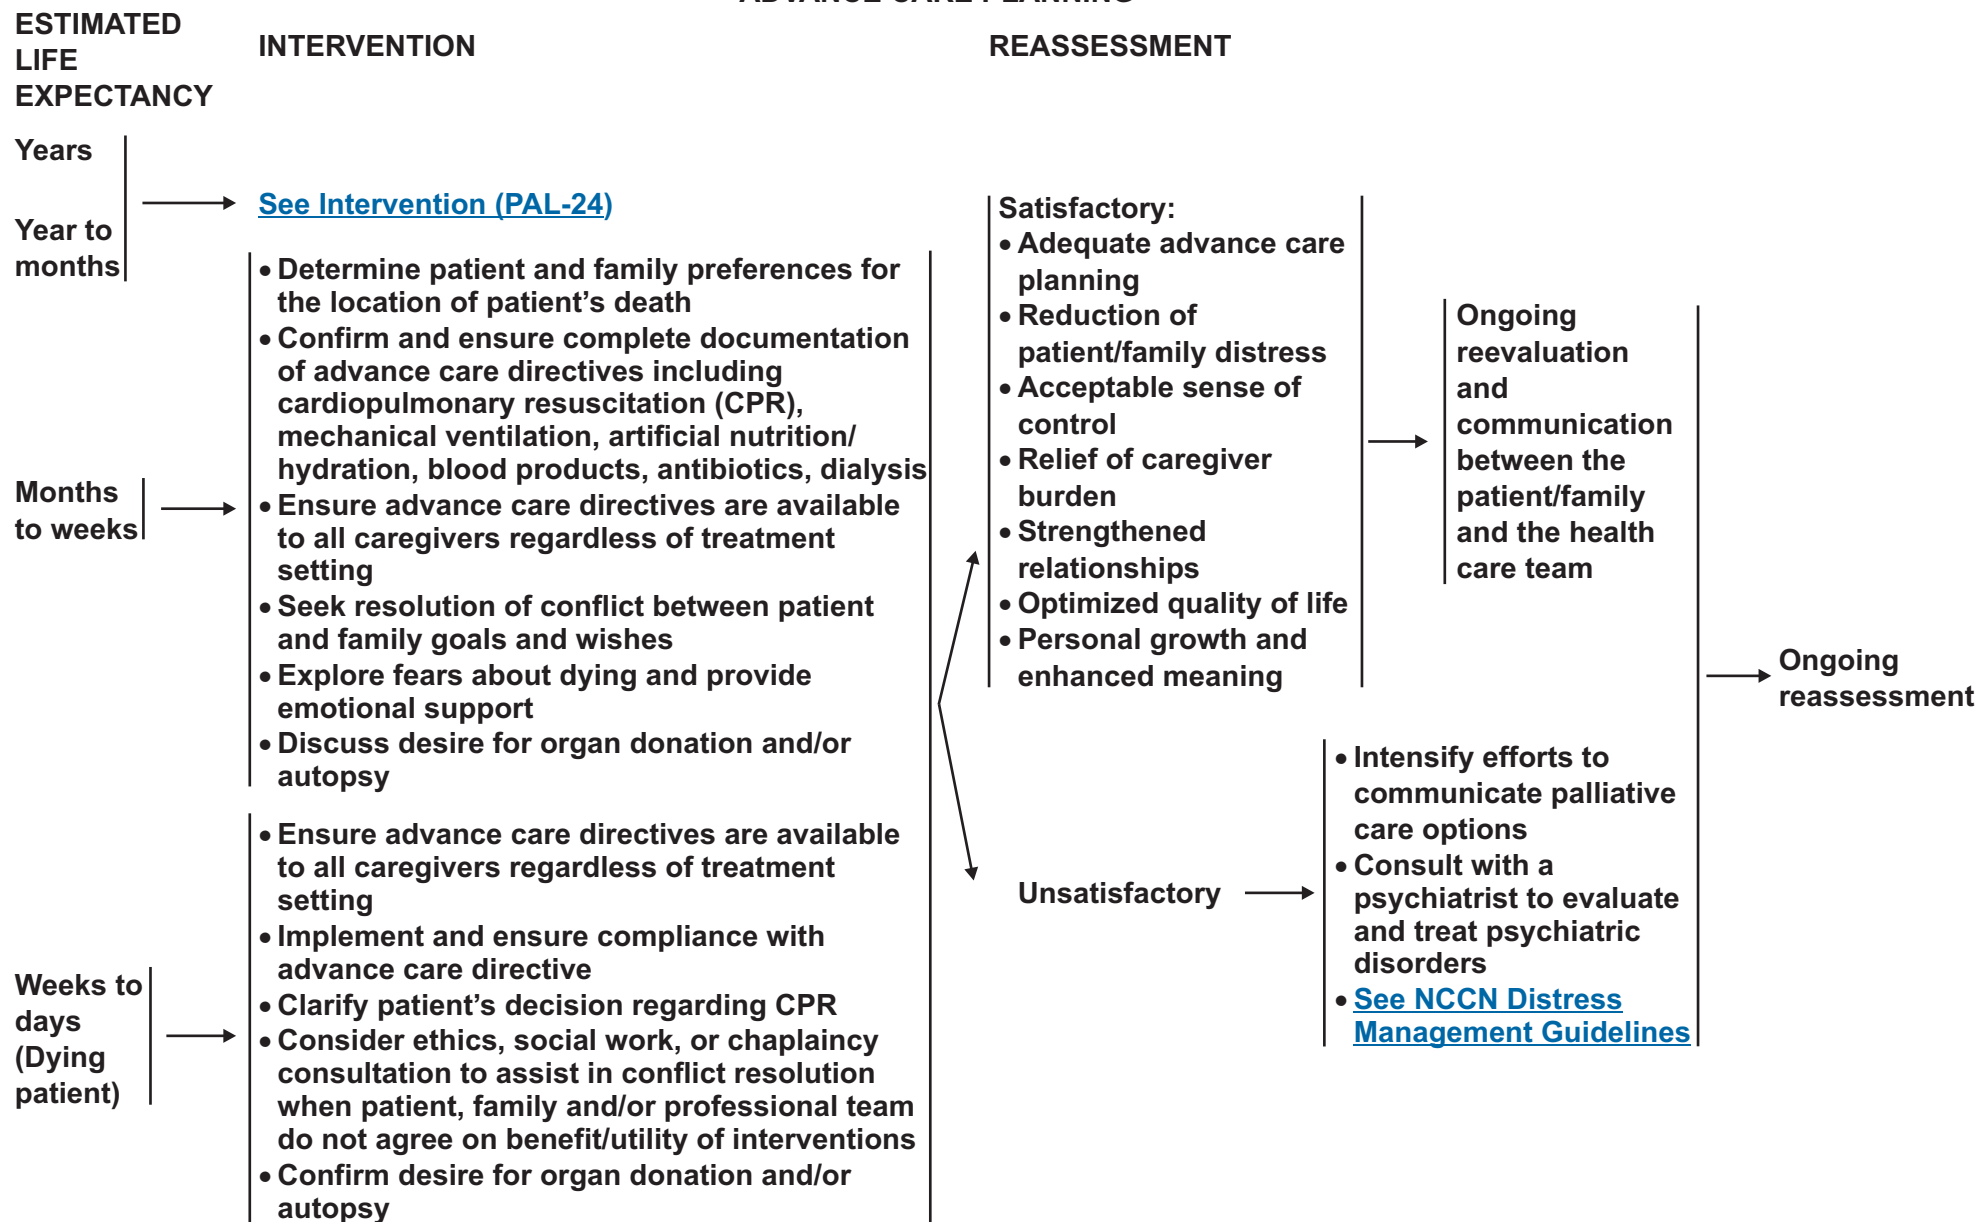 ADVANCE CARE PLANNING
ESTIMATED
LIFE
EXPECTANCY
INTERVENTION
REASSESSMENT
Years
Year to
months
See Intervention (PAL-24)
Months
to weeks
• Determine patient and family preferences for
the location of patient's death
• Confirm and ensure complete documentation
of advance care directives including
cardiopulmonary resuscitation (CPR),
mechanical ventilation, artificial nutrition/
hydration, blood products, antibiotics, dialysis
• Ensure advance care directives are available
to all caregivers regardless of treatment
setting
• Seek resolution of conflict between patient
and family goals and wishes
• Explore fears about dying and provide
emotional support
• Discuss desire for organ donation and/or
autopsy
Weeks to
days
(Dying
patient)
• Ensure advance care directives are available
to all caregivers regardless of treatment
setting
• Implement and ensure compliance with
advance care directive
• Clarify patient's decision regarding CPR
• Consider ethics, social work, or chaplaincy
consultation to assist in conflict resolution
when patient, family and/or professional team
do not agree on benefit/utility of interventions
• Confirm desire for organ donation and/or
autopsy
Satisfactory:
• Adequate advance care
planning
• Reduction of
patient/family distress
• Acceptable sense of
control
• Relief of caregiver
burden
• Strengthened
relationships
• Optimized quality of life
• Personal growth and
enhanced meaning
Ongoing
reevaluation
and
communication
between the
patient/family
and the health
care team
Unsatisfactory
• Intensify efforts to
communicate palliative
care options
• Consult with a
psychiatrist to evaluate
and treat psychiatric
disorders
• See NCCN Distress
Management Guidelines
Ongoing
reassessment